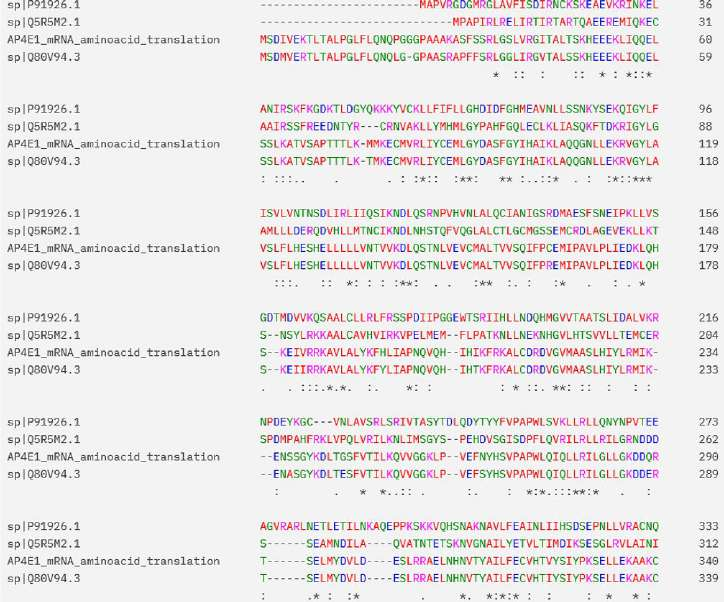 sp|P91926.1 --------------------MAPVRGDGMRGLAVFISDIRNCKSKEAEVKRINKEL 36
sp|Q5R5M2.1 ------------------------MPAPIRLRELIRTIRTARTQAEEREMIQKEC 31
AP4E1_mRNA_aminoacid_translation MSDIVEKTLTALPGLFLQNQPGGGPAAAKASFSSRLGSLVRGITALTSKHEEEKLIQQEL 60
sp|Q80V94.3 MSDMVERTLTALPGLFLQNQLG-GPAASRAPFFSRLGGLIRGVTALSSKHEEEKLIQQEL 59
* :: :: * : *::*
sp|P91926.1 ANIRSKFKGDKTLDGYQKKKYVCKLLFIFLLGHDIDFGHMEAVNLLSSNKYSEKQIGYLF 96
sp|Q5R5M2.1 AAIRSSFREEDNTYR---CRNVAKLLYMHMLGYPAHFGQLECLKLIASQKFTDKRIGYLG 88
AP4E1_mRNA_aminoacid_translation SSLKATVSAPTTTLK-MMKECMVRLIYCEMLGYDASFGYIHAIKLAQQGNLLEKRVGYLA 119
sp|Q80V94.3 SSLKATVSAPTTTLK-TMKECMVRLIYCEMLGYDASFGYIHAIKLAQQGNLLEKRVGYLA 118
: :::.. . . : :*:: :**: ** :..::* . : :*::***
sp|P91926.1 ISVLVNTNSDLIRLIIQSIKNDLQSRNPVHVNLALQCIANIGSRDMAESFSNEIPKLLVS 156
sp|Q5R5M2.1 AMLLLDERQDVHLLMTNCIKNDLNHSTQFVQGLALCTLGCMGSSEMCRDLAGEVEKLLKT 148
AP4E1_mRNA_aminoacid_translation VSLFLHESHELLLLLVNTVVKDLQSTNLVEVCMALTVVSQIFPCEMIPAVLPLIEDKLQH 179
sp|Q80V94.3 VSLFLHESHELLLLLVNTVVKDLQSTNLVEVCMALTVVSQIFPREMIPAVLPLIEDKLQH 178
:::. :: *: : : :**: . . :** :. : :* . : . *
sp|P91926.1 GDTMDVVKQSAALCLLRLFRSSPDIIPGGEWTSRIIHLLNDQHMGVVTAATSLIDALVKR 216
sp|Q5R5M2.1 S--NSYLRKKAALCAVHVIRKVPELMEM--FLPATKNLLNEKNHGVLHTSVVLLTEMCER 204
AP4E1_mRNA_aminoacid_translation S--KEIVRRKAVLALYKFHLIAPNQVQH--IHIKFRKALCDRDVGVMAASLHIYLRMIK- 234
sp|Q80V94.3 S--KEIIRRKAVLALYKFYLIAPNQVQH--IHTKFRKALCDRDVGVMAASLHIYLRMIK- 233
. . :::.*.*. : *: : : * ::. **: :: : : :
sp|P91926.1 NPDEYKGC---VNLAVSRLSRIVTASYTDLQDYTYYFVPAPWLSVKLLRLLQNYNPVTEE 273
sp|Q5R5M2.1 SPDMPAHFRKLVPQLVRILKNLIMSGYS--PEHDVSGISDPFLQVRILRLLRILGRNDDD 262
AP4E1_mRNA_aminoacid_translation --ENSSGYKDLTGSFVTILKQVVGGKLP--VEFNYHSVPAPWLQIQLLRILGLLGKDDQR 290
sp|Q80V94.3 --ENASGYKDLTESFVTILKQVVGGKLP--VEFSYHSVPAPWLQIQLLRILGLLGKDDER 289
: . * *..:: . : :. *:*.:::**:* . :
sp|P91926.1 AGVRARLNETLETILNKAQEPPKSKKVQHSNAKNAVLFEAINLIIHSDSEPNLLVRACNQ 333
sp|Q5R5M2.1 S------SEAMNDILA----QVATNTETSKNVGNAILYETVLTIMDIKSESGLRVLAINI 312
AP4E1_mRNA_aminoacid_translation T------SELMYDVLD----ESLRRAELNHNVTYAILFECVHTVYSIYPKSELLEKAAKC 340
sp|Q80V94.3 T------SELMYDVLD----ESLRRAELNHNVTYAILFECVHTVYSIYPKSELLEKAAKC 339
: .* : :* . *. *:*:* : : .: * * :